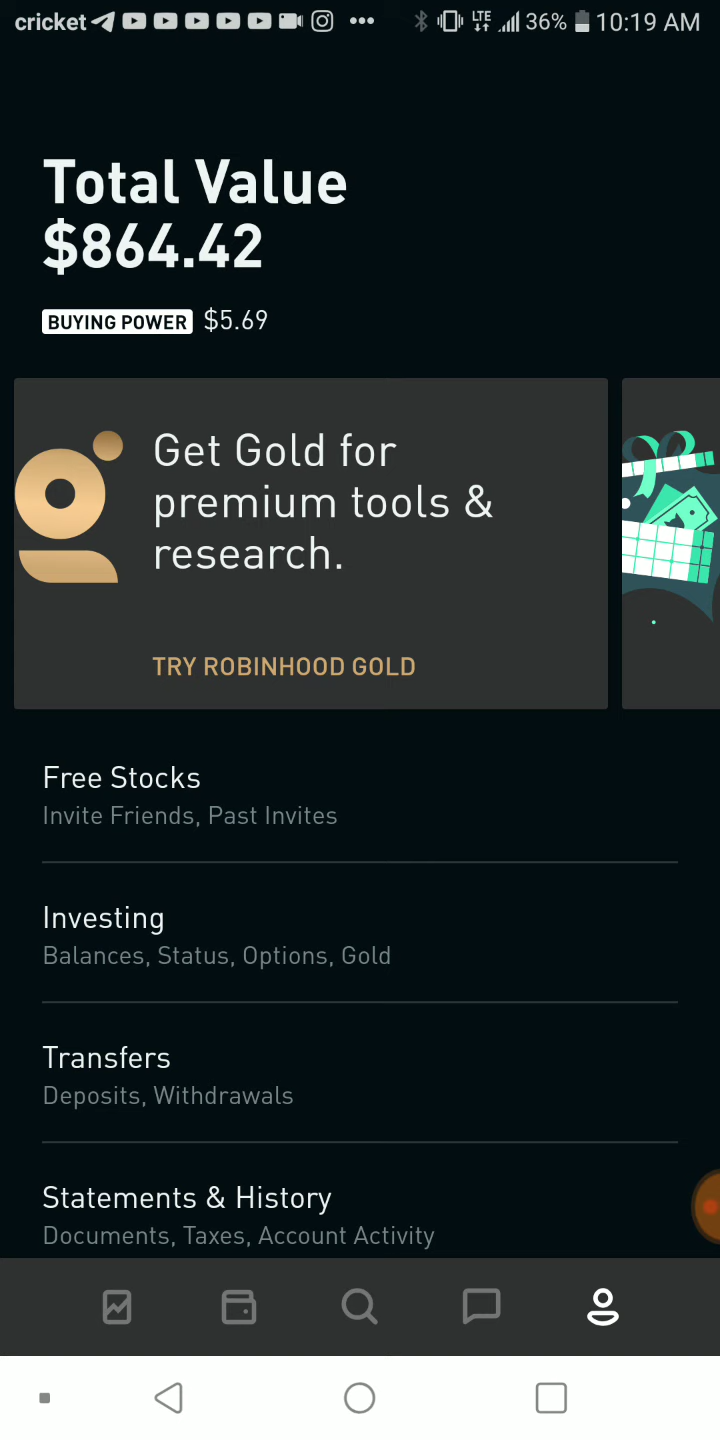 cricket ••• LTE 36% 10:19 AM
Total Value
$864.42
BUYING POWER $5.69
Get Gold for
premium tools &
research.
TRY ROBINHOOD GOLD
Free Stocks
Invite Friends, Past Invites
Investing
Balances, Status, Options, Gold
Transfers
Deposits, Withdrawals
Statements & History
Documents, Taxes, Account Activity